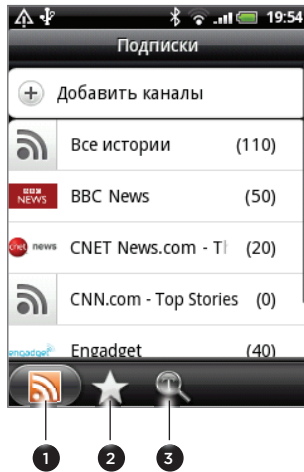 19:54
Подписки
Добавить каналы
Все истории (110)
BBC NEWS BBC News (50)
cnet news CNET News.com - Th (20)
CNN.com - Top Stories (0)
engadget Engadget (40)
1 2 3